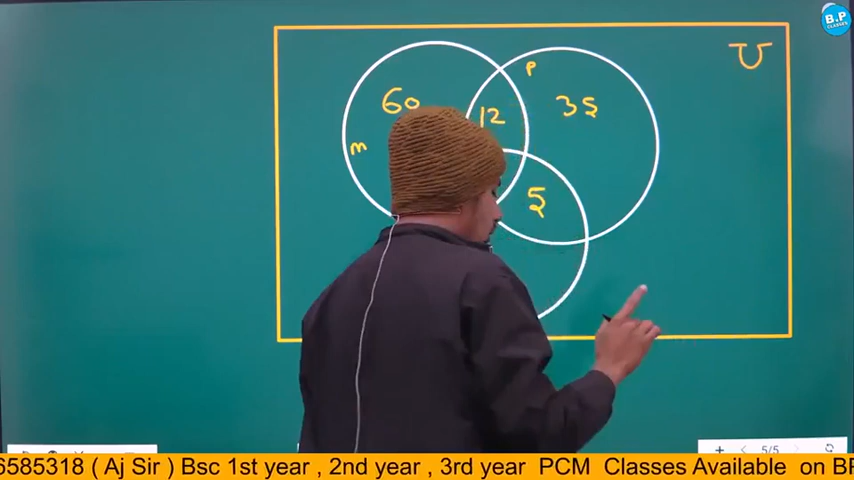 B.P
CLASSES
U
P
60
12
35
m
5
5/5
6585318 ( Aj Sir ) Bsc 1st year , 2nd year , 3rd year PCM Classes Available on BP